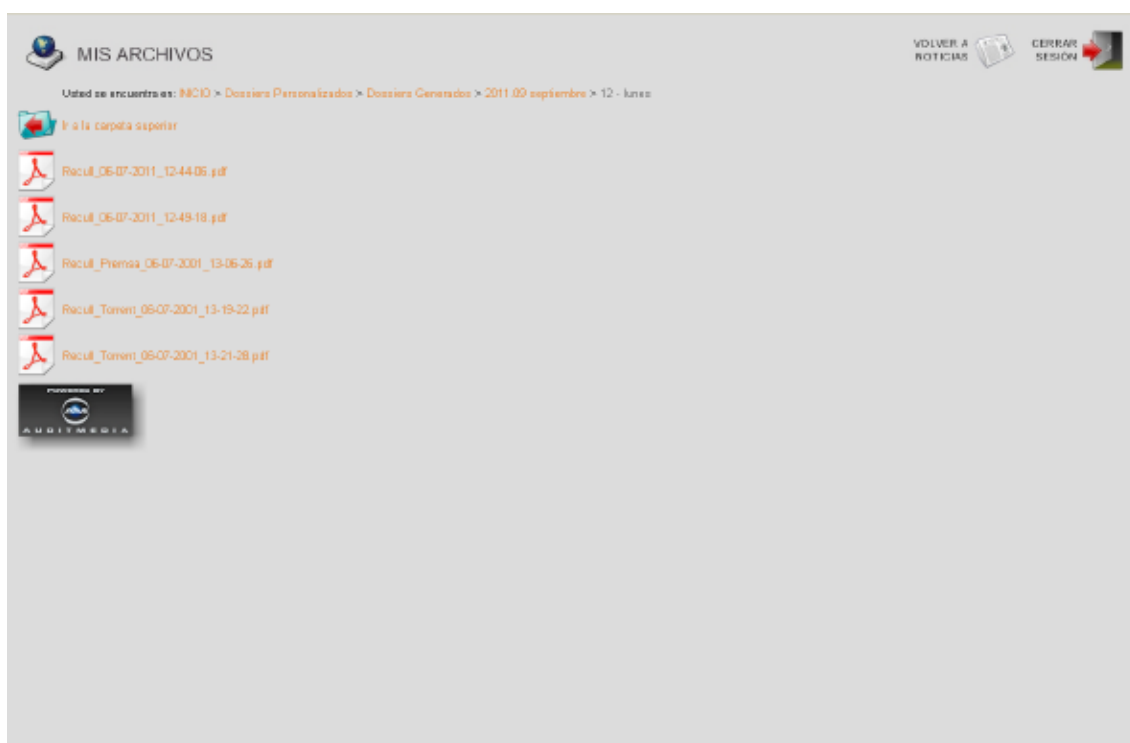 MIS ARCHIVOS
VOLVER A
NOTICIAS
CERRAR
SESIÓN
Usted se encuentra en: INICIO > Dossiers Personalizados > Dossiers Generados > 2011.09 septiembre > 12 - lunes
Ir a la carpeta superior
Recull_06-07-2011_12-44-06.pdf
Recull_06-07-2011_12-49-18.pdf
Recull_Premsa_06-07-2001_13-06-26.pdf
Recull_Torrent_06-07-2001_13-19-22.pdf
Recull_Torrent_06-07-2001_13-21-28.pdf
POWERED BY
AUDITMEDIA